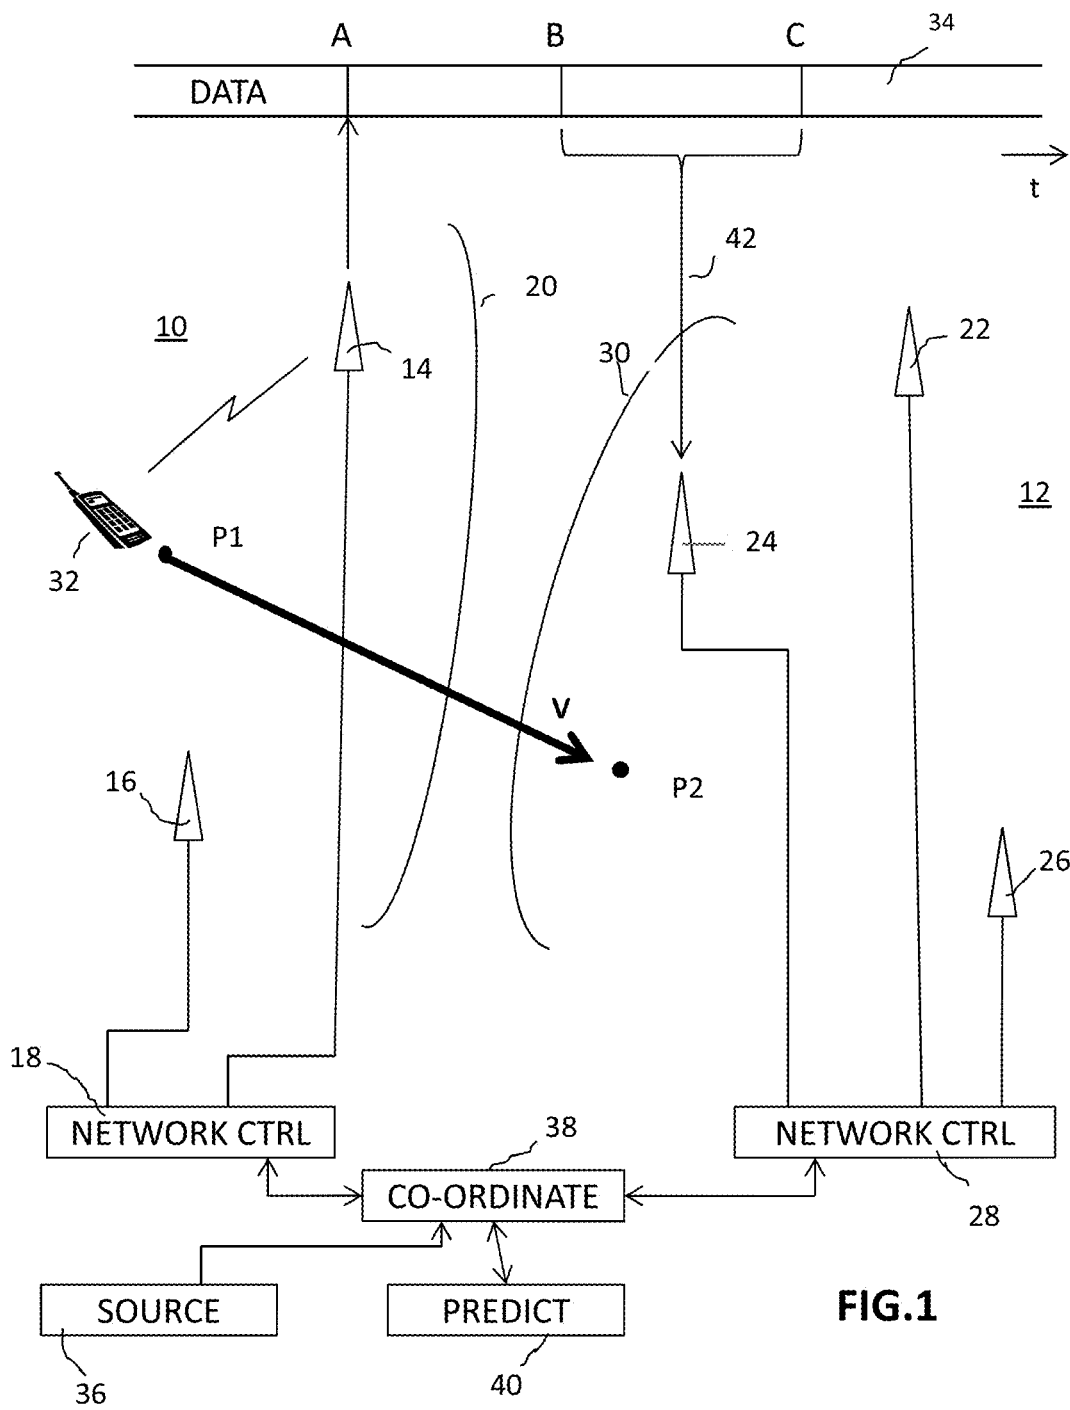 A B C 34
DATA
t
42
20
10
22
30
14
12
P1
24
32
V
P2
16
26
18
NETWORK CTRL
NETWORK CTRL
38
CO-ORDINATE
28
SOURCE
PREDICT
FIG.1
36
40